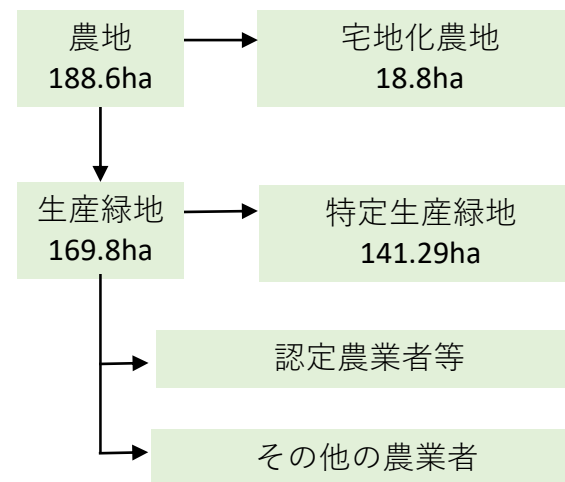 農地
188.6ha
宅地化農地
18.8ha
生産緑地
169.8ha
特定生産緑地
141.29ha
認定農業者等
その他の農業者